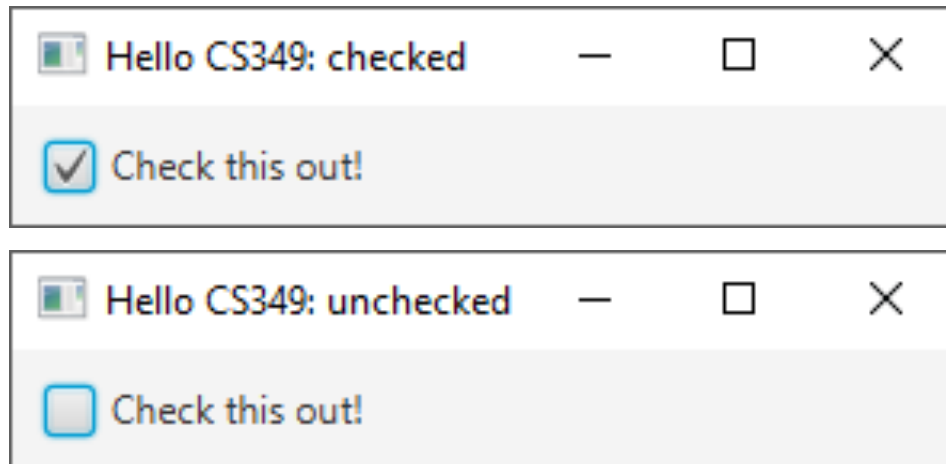 Hello CS349: checked
Check this out!
Hello CS349: unchecked
Check this out!